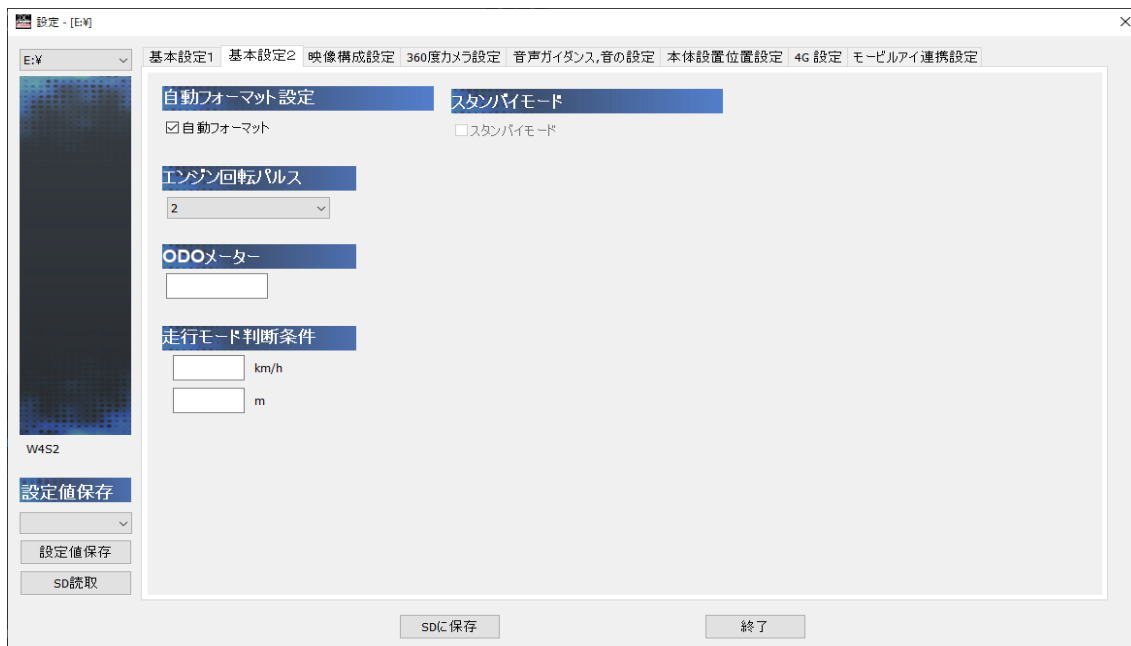 設定 - [E:¥]
E:¥
基本設定1 基本設定2 映像構成設定 360度カメラ設定 音声ガイダンス,音の設定 本体設置位置設定 4G 設定 モービルアイ連携設定
自動フォーマット設定
自動フォーマット
スタンバイモード
スタンバイモード
エンジン回転パルス
2
ODOメーター
走行モード判断条件
km/h
m
W4S2
設定値保存
設定値保存
SD読取
SDに保存
終了